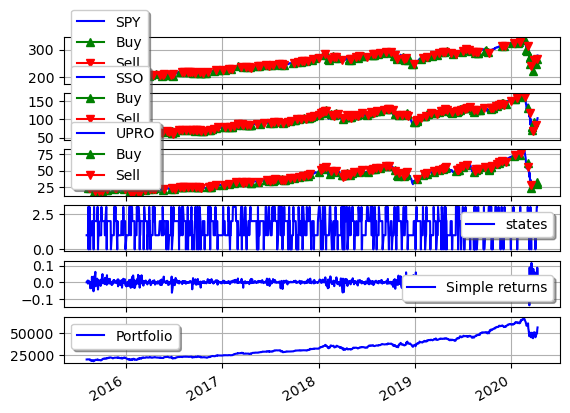 SPY
Buy
Sell
300
200
SSO
Buy
Sell
150
100
50
UPRO
Buy
Sell
75
50
25
2.5
0.0
states
0.1
0.0
−0.1
Simple returns
50000
25000
Portfolio
2016 2017 2018 2019 2020